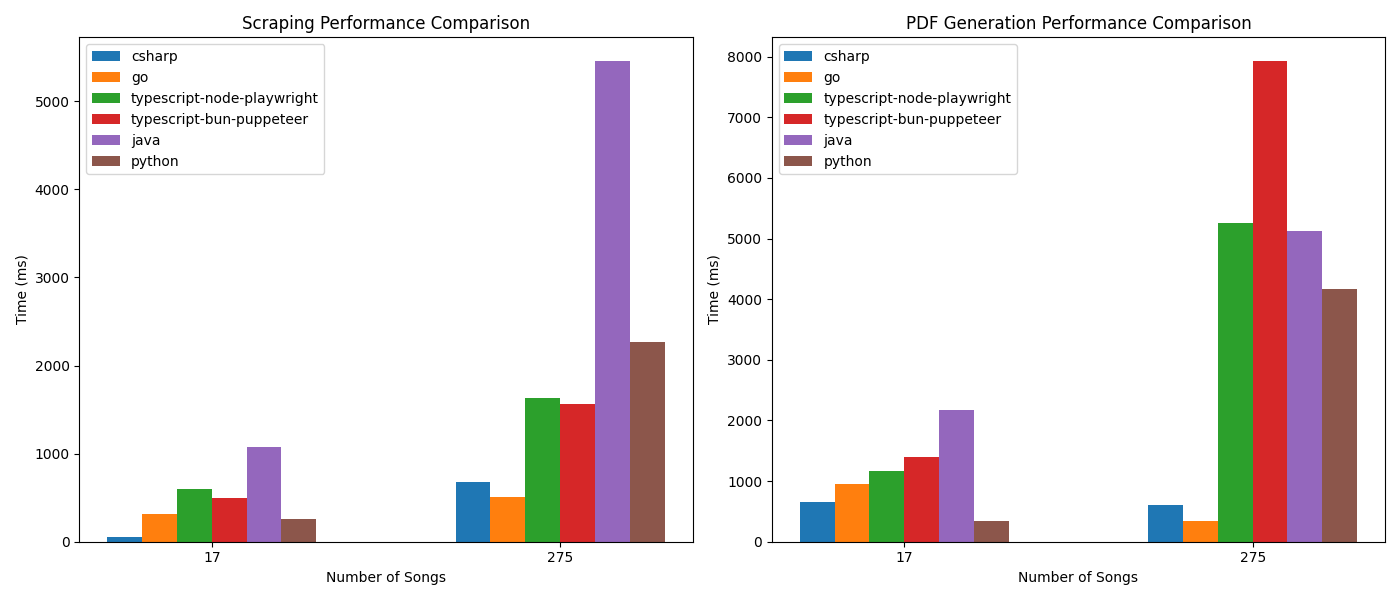 Scraping Performance Comparison
csharp
go
typescript-node-playwright
typescript-bun-puppeteer
java
python
5000
4000
3000
2000
1000
0
Time (ms)
17
275
Number of Songs
PDF Generation Performance Comparison
csharp
go
typescript-node-playwright
typescript-bun-puppeteer
java
python
8000
7000
6000
5000
4000
3000
2000
1000
0
Time (ms)
17
275
Number of Songs